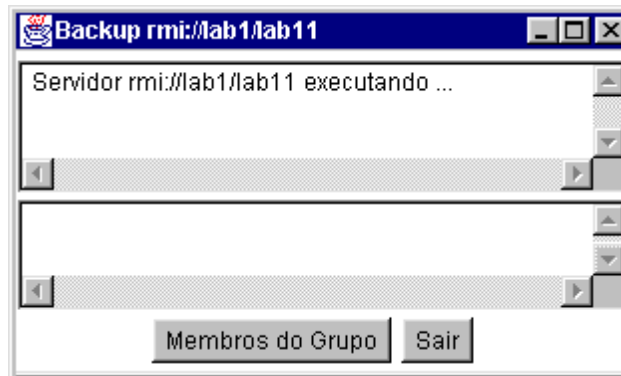 Backup rmi://lab1/lab11
Servidor rmi://lab1/lab11 executando ...
Membros do Grupo Sair